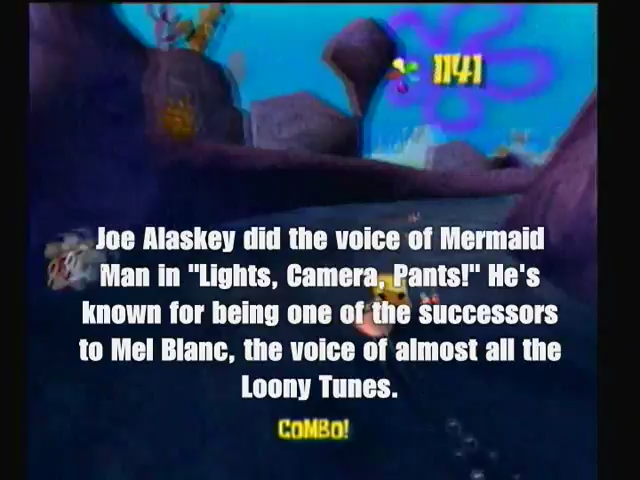 1141
Joe Alaskey did the voice of Mermaid
Man in "Lights, Camera, Pants!" He's
known for being one of the successors
to Mel Blanc, the voice of almost all the
Loony Tunes.
COMBO!